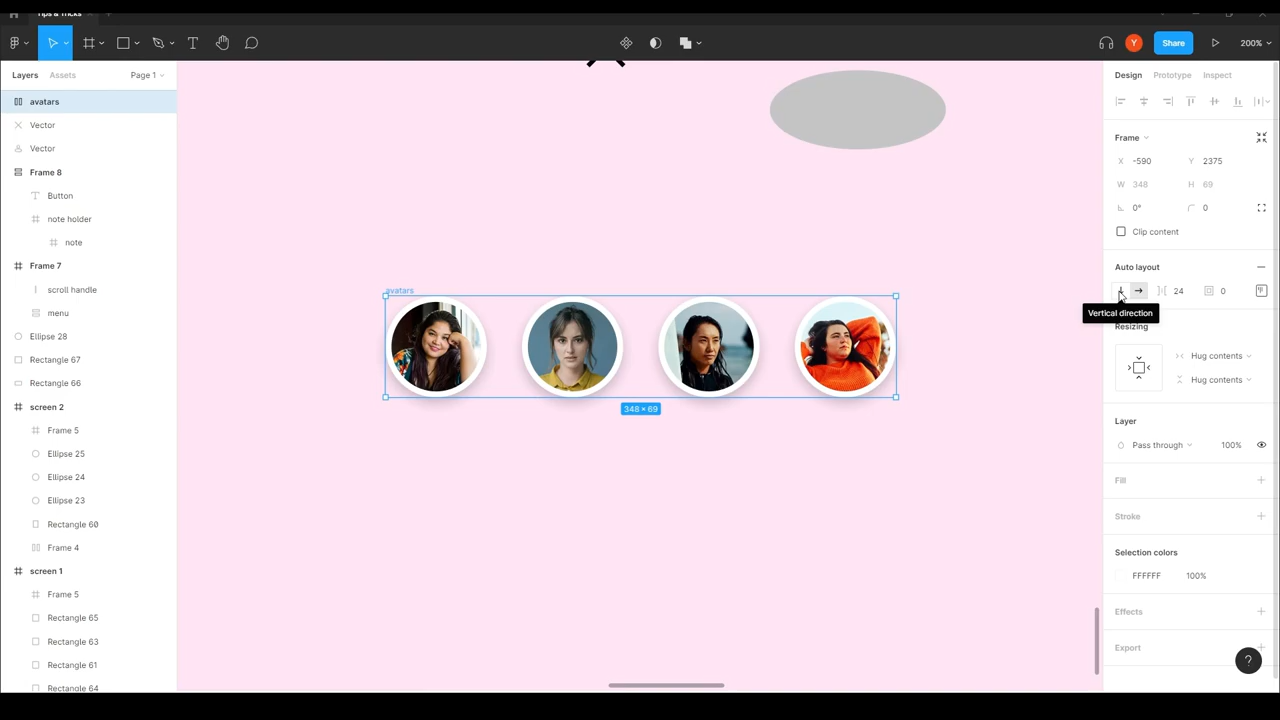 Tips & Tricks
200%
Share
Y
Layers
Assets
Page 1
avatars
Vector
Vector
Frame 8
Button
note holder
note
Frame 7
scroll handle
menu
Ellipse 28
Rectangle 67
Rectangle 66
screen 2
Frame 5
Ellipse 25
Ellipse 24
Ellipse 23
Rectangle 60
Frame 4
screen 1
Frame 5
Rectangle 65
Rectangle 63
Rectangle 61
Rectangle 64
avatars
348 × 69
Design
Prototype
Inspect
Frame
X -590 Y 2375
W 348 H 69
0° 0
Clip content
Auto layout
24 0
Vertical direction
Resizing
Hug contents
Hug contents
Layer
Pass through 100%
Fill
Stroke
Selection colors
FFFFFF 100%
Effects
Export
?